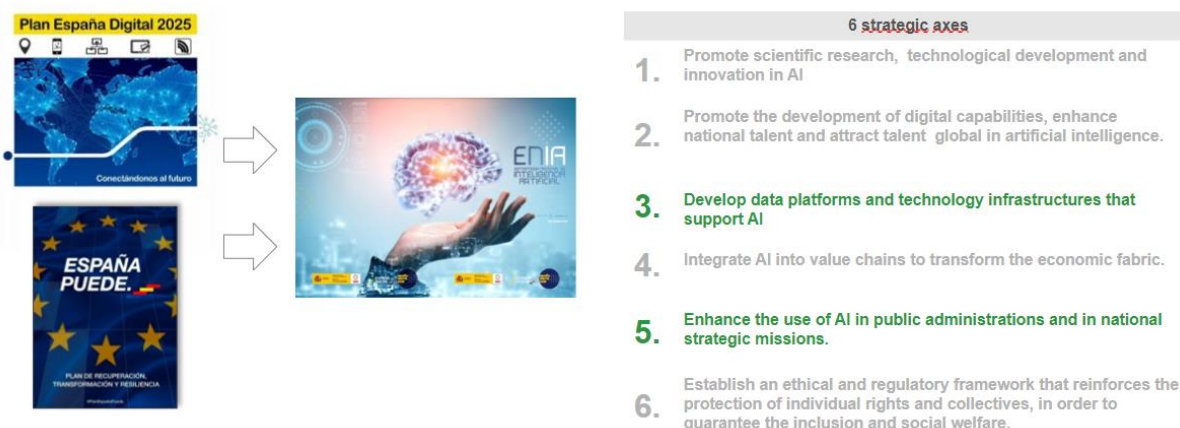 Plan España Digital 2025
Conectándonos al futuro
ESPAÑA
PUEDE.
PLAN DE RECUPERACIÓN,
TRANSFORMACIÓN Y RESILIENCIA
ENIA
INTELIGENCIA
ARTIFICIAL
6 strategic axes
1. Promote scientific research, technological development and
innovation in AI
2. Promote the development of digital capabilities, enhance
national talent and attract talent global in artificial intelligence.
3. Develop data platforms and technology infrastructures that
support AI
4. Integrate AI into value chains to transform the economic fabric.
5. Enhance the use of AI in public administrations and in national
strategic missions.
6. Establish an ethical and regulatory framework that reinforces the
protection of individual rights and collectives, in order to
guarantee the inclusion and social welfare.